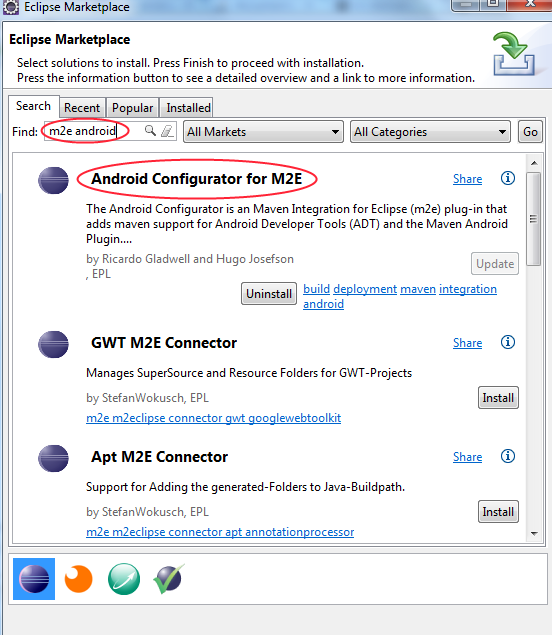 Eclipse Marketplace
Eclipse Marketplace
Select solutions to install. Press Finish to proceed with installation.
Press the information button to see a detailed overview and a link to more information.
Search Recent Popular Installed
Find: m2e android All Markets All Categories Go
Android Configurator for M2E Share
The Android Configurator is an Maven Integration for Eclipse (m2e) plug-in that
adds maven support for Android Developer Tools (ADT) and the Maven Android
Plugin....
by Ricardo Gladwell and Hugo Josefson
, EPL
Update
Uninstall build deployment maven integration
android
GWT M2E Connector Share
Manages SuperSource and Resource Folders for GWT-Projects
by StefanWokusch, EPL Install
m2e m2eclipse connector gwt googlewebtoolkit
Apt M2E Connector Share
Support for Adding the generated-Folders to Java-Buildpath.
by StefanWokusch, EPL Install
m2e m2eclipse connector apt annotationprocessor